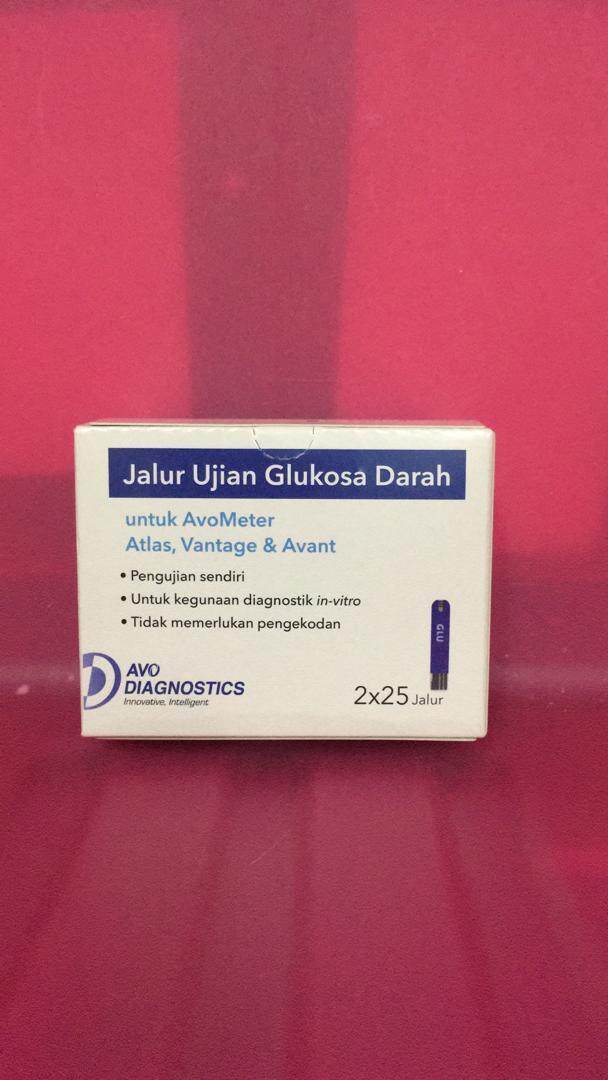 Jalur Ujian Glukosa Darah
untuk AvoMeter
Atlas, Vantage & Avant
• Pengujian sendiri
• Untuk kegunaan diagnostik in-vitro
• Tidak memerlukan pengekodan
GLU
AVO
DIAGNOSTICS
Innovative, Intelligent
2x25 Jalur